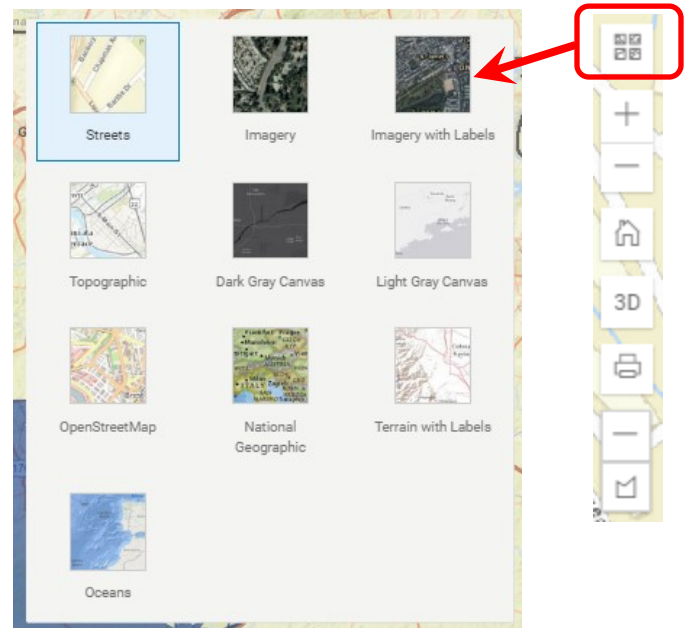 Streets
Imagery
Imagery with Labels
Topographic
Dark Gray Canvas
Light Gray Canvas
OpenStreetMap
National
Geographic
Terrain with Labels
Oceans
3D